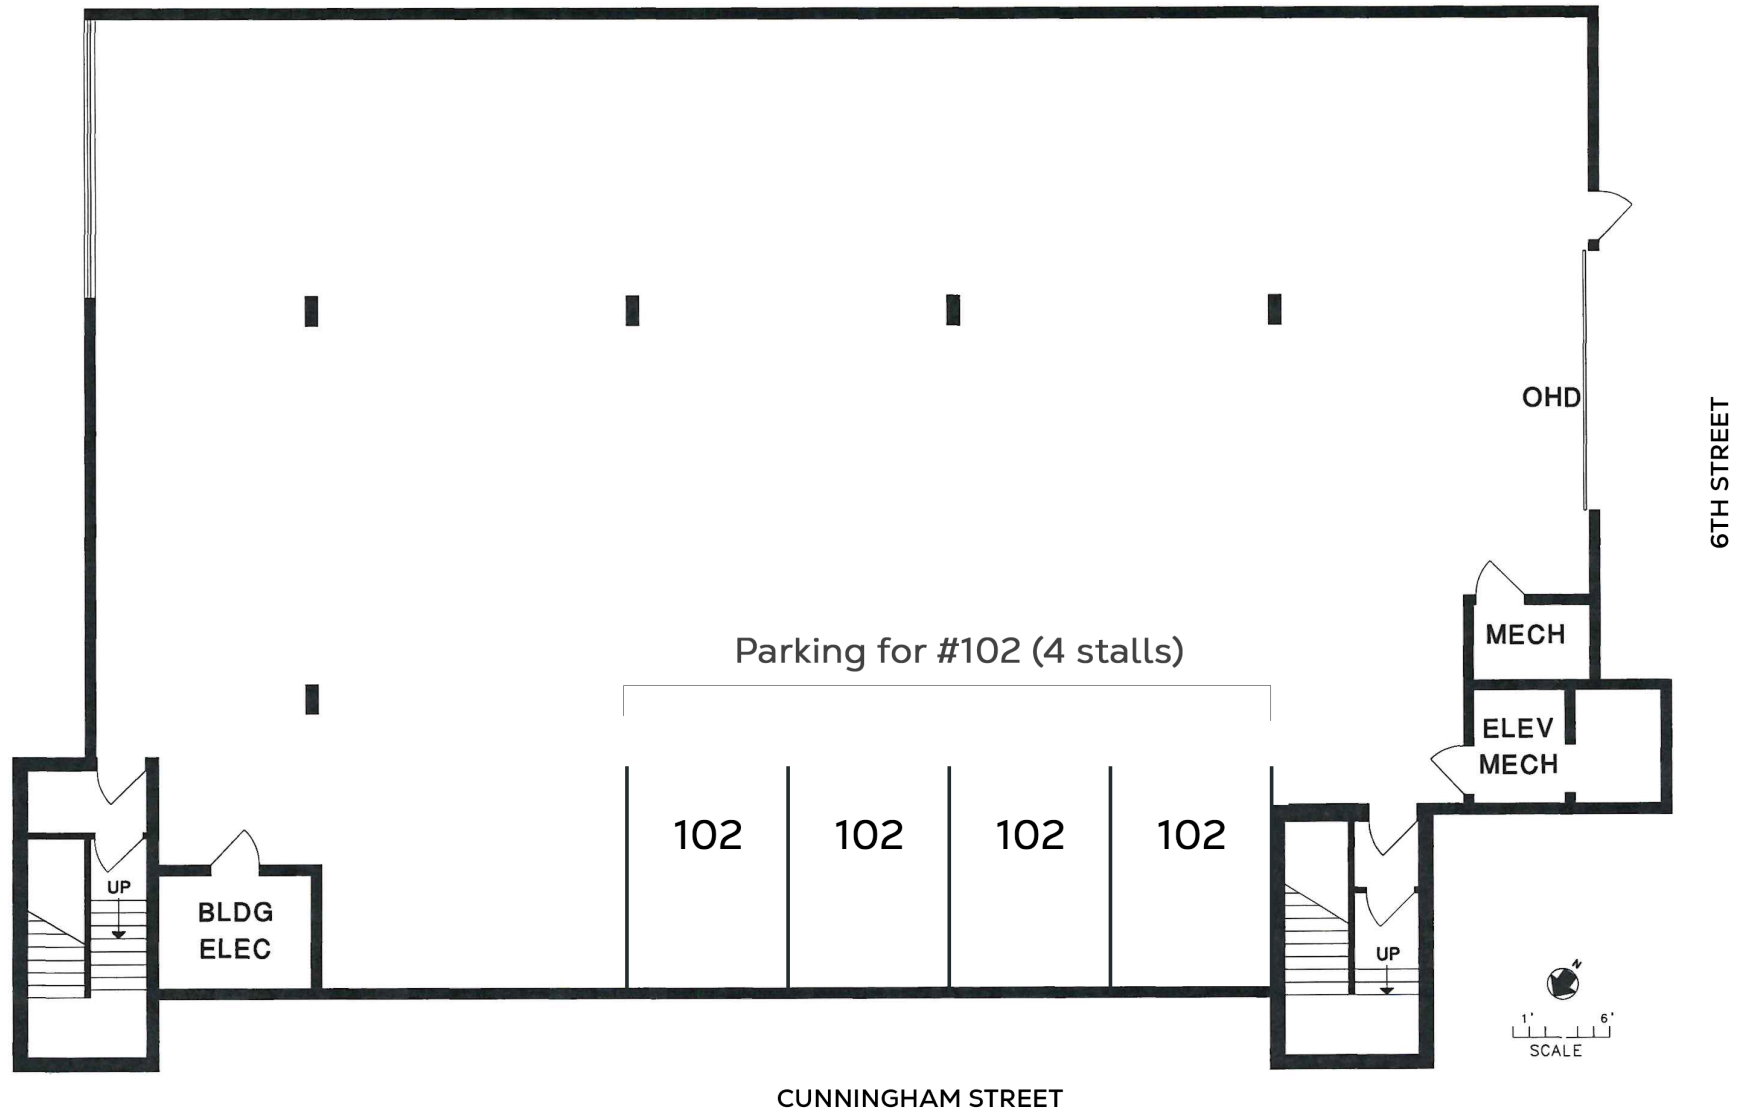 OHD
6TH STREET
MECH
Parking for #102 (4 stalls)
ELEV
MECH
102 102 102 102
UP
BLDG
ELEC
UP
N
1' 6'
SCALE
CUNNINGHAM STREET